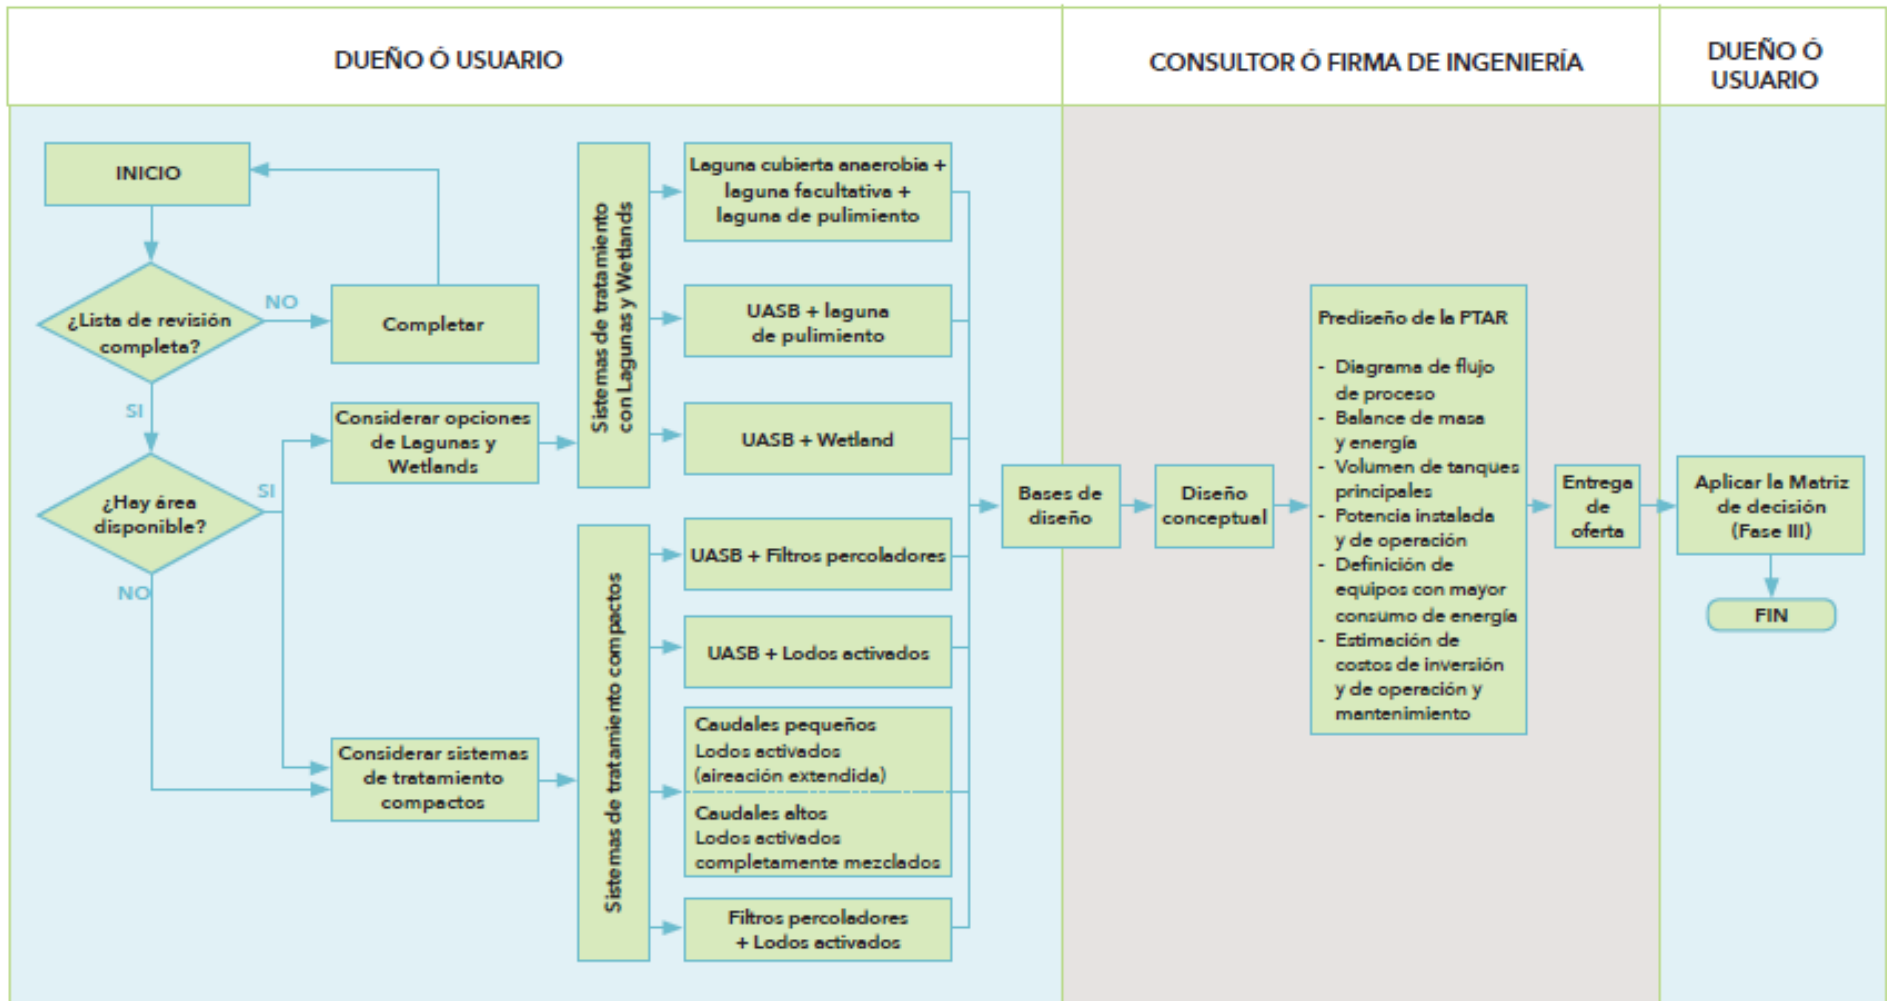 DUEÑO Ó USUARIO
CONSULTOR Ó FIRMA DE INGENIERÍA
DUEÑO Ó
USUARIO
INICIO
¿Lista de revisión
completa?
NO
Completar
SI
¿Hay área
disponible?
SI
NO
Considerar opciones
de Lagunas y
Wetlands
Considerar sistemas
de tratamiento
compactos
Sistemas de tratamiento
con Lagunas y Wetlands
Laguna cubierta anaerobia +
laguna facultativa +
laguna de pulimiento
UASB + laguna
de pulimiento
UASB + Wetland
Sistemas de tratamiento compactos
UASB + Filtros percoladores
UASB + Lodos activados
Caudales pequeños
Lodos activados
(aireación extendida)
Caudales altos
Lodos activados
completamente mezclados
Filtros percoladores
+ Lodos activados
Bases de
diseño
Diseño
conceptual
Prediseño de la PTAR
- Diagrama de flujo
de proceso
- Balance de masa
y energía
- Volumen de tanques
principales
- Potencia instalada
y de operación
- Definición de
equipos con mayor
consumo de energía
- Estimación de
costos de inversión
y de operación y
mantenimiento
Entrega
de
oferta
Aplicar la Matriz
de decisión
(Fase III)
FIN